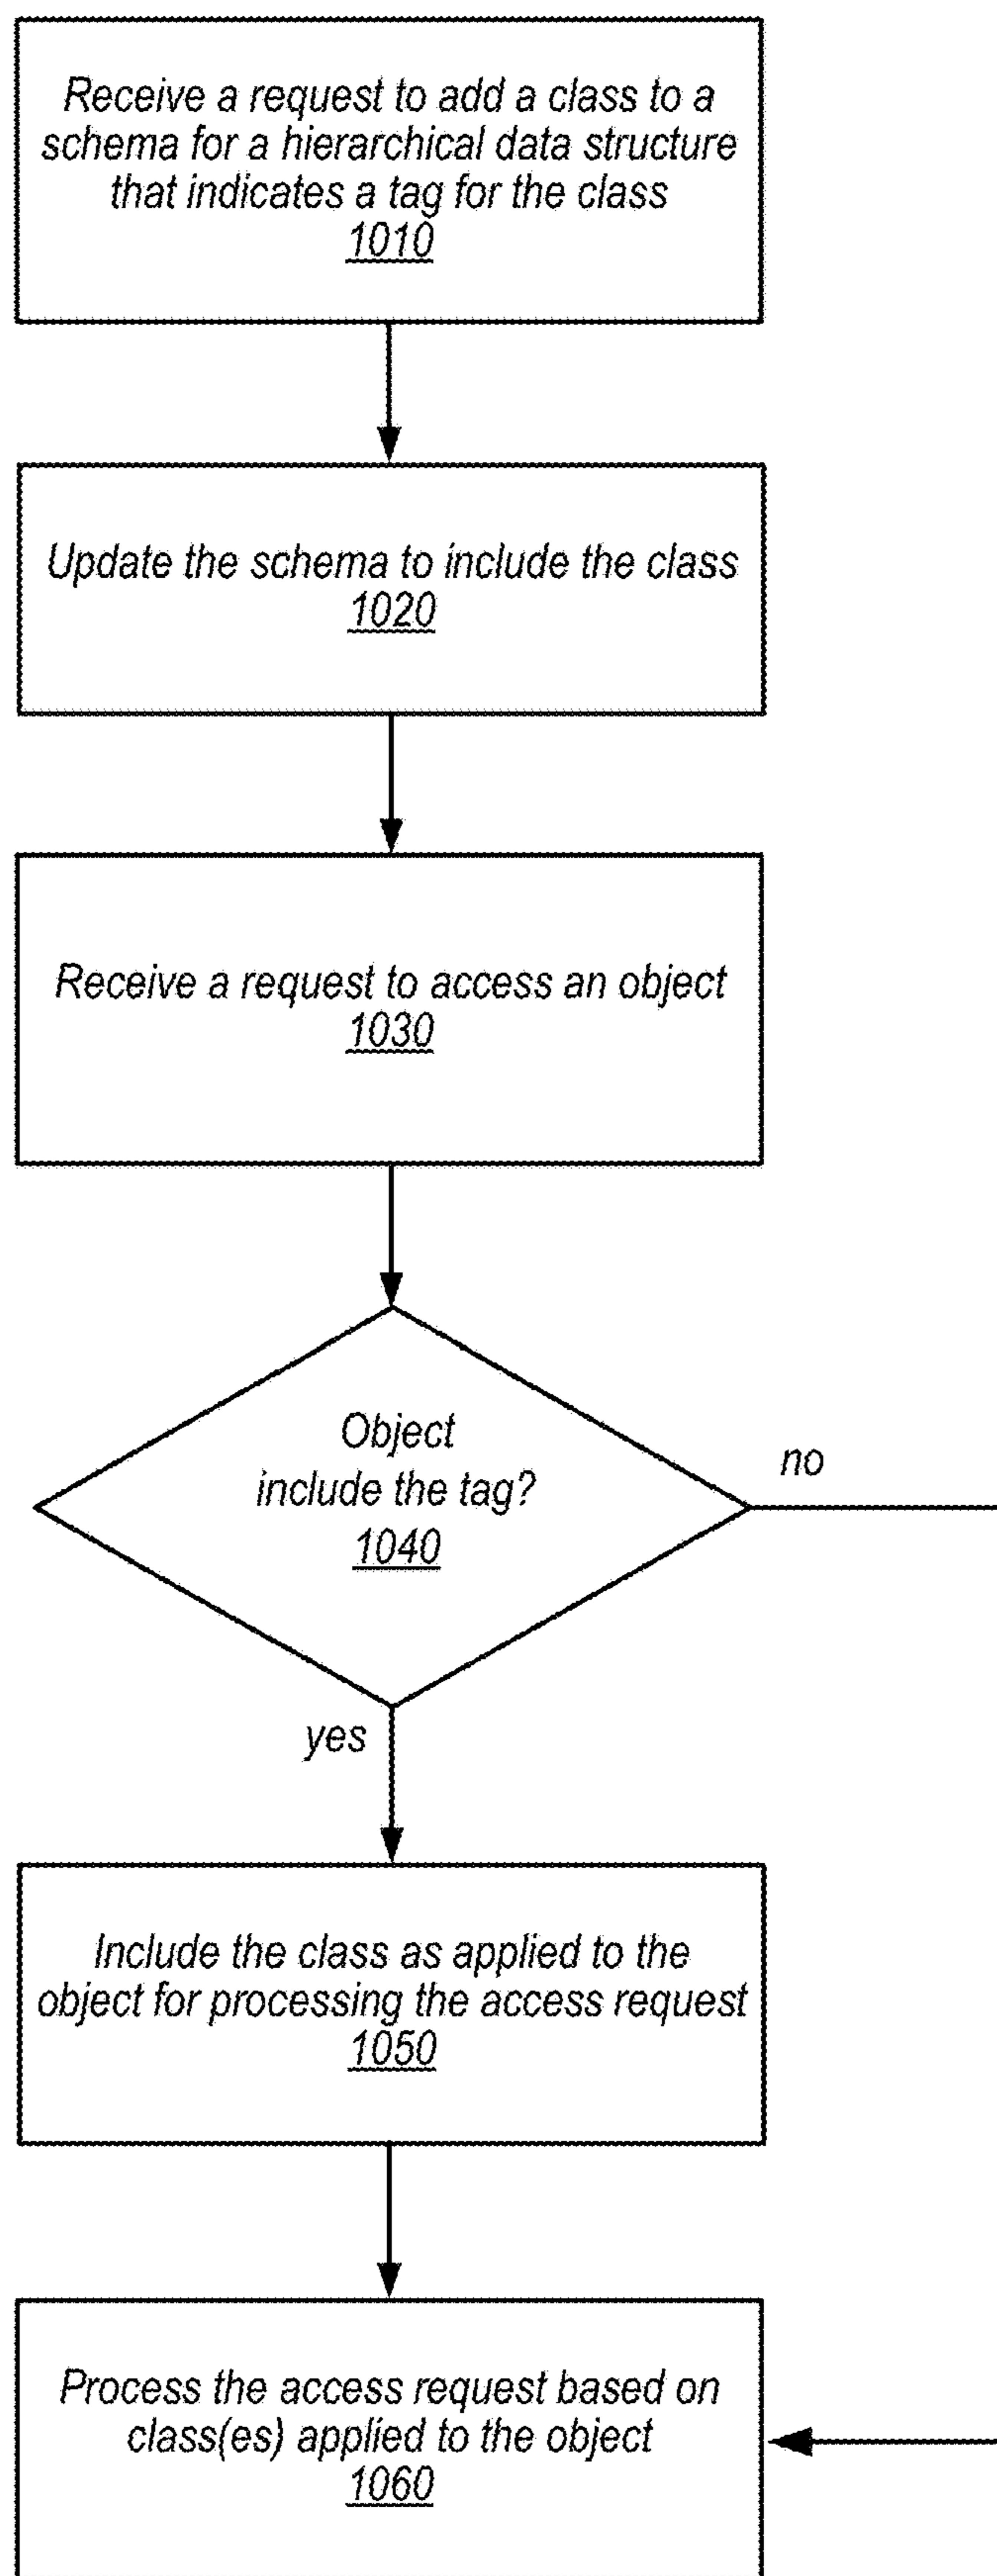 Receive a request to add a class to a
schema for a hierarchical data structure
that indicates a tag for the class
1010
Update the schema to include the class
1020
Receive a request to access an object
1030
Object
include the tag?
1040
no
yes
Include the class as applied to the
object for processing the access request
1050
Process the access request based on
class(es) applied to the object
1060